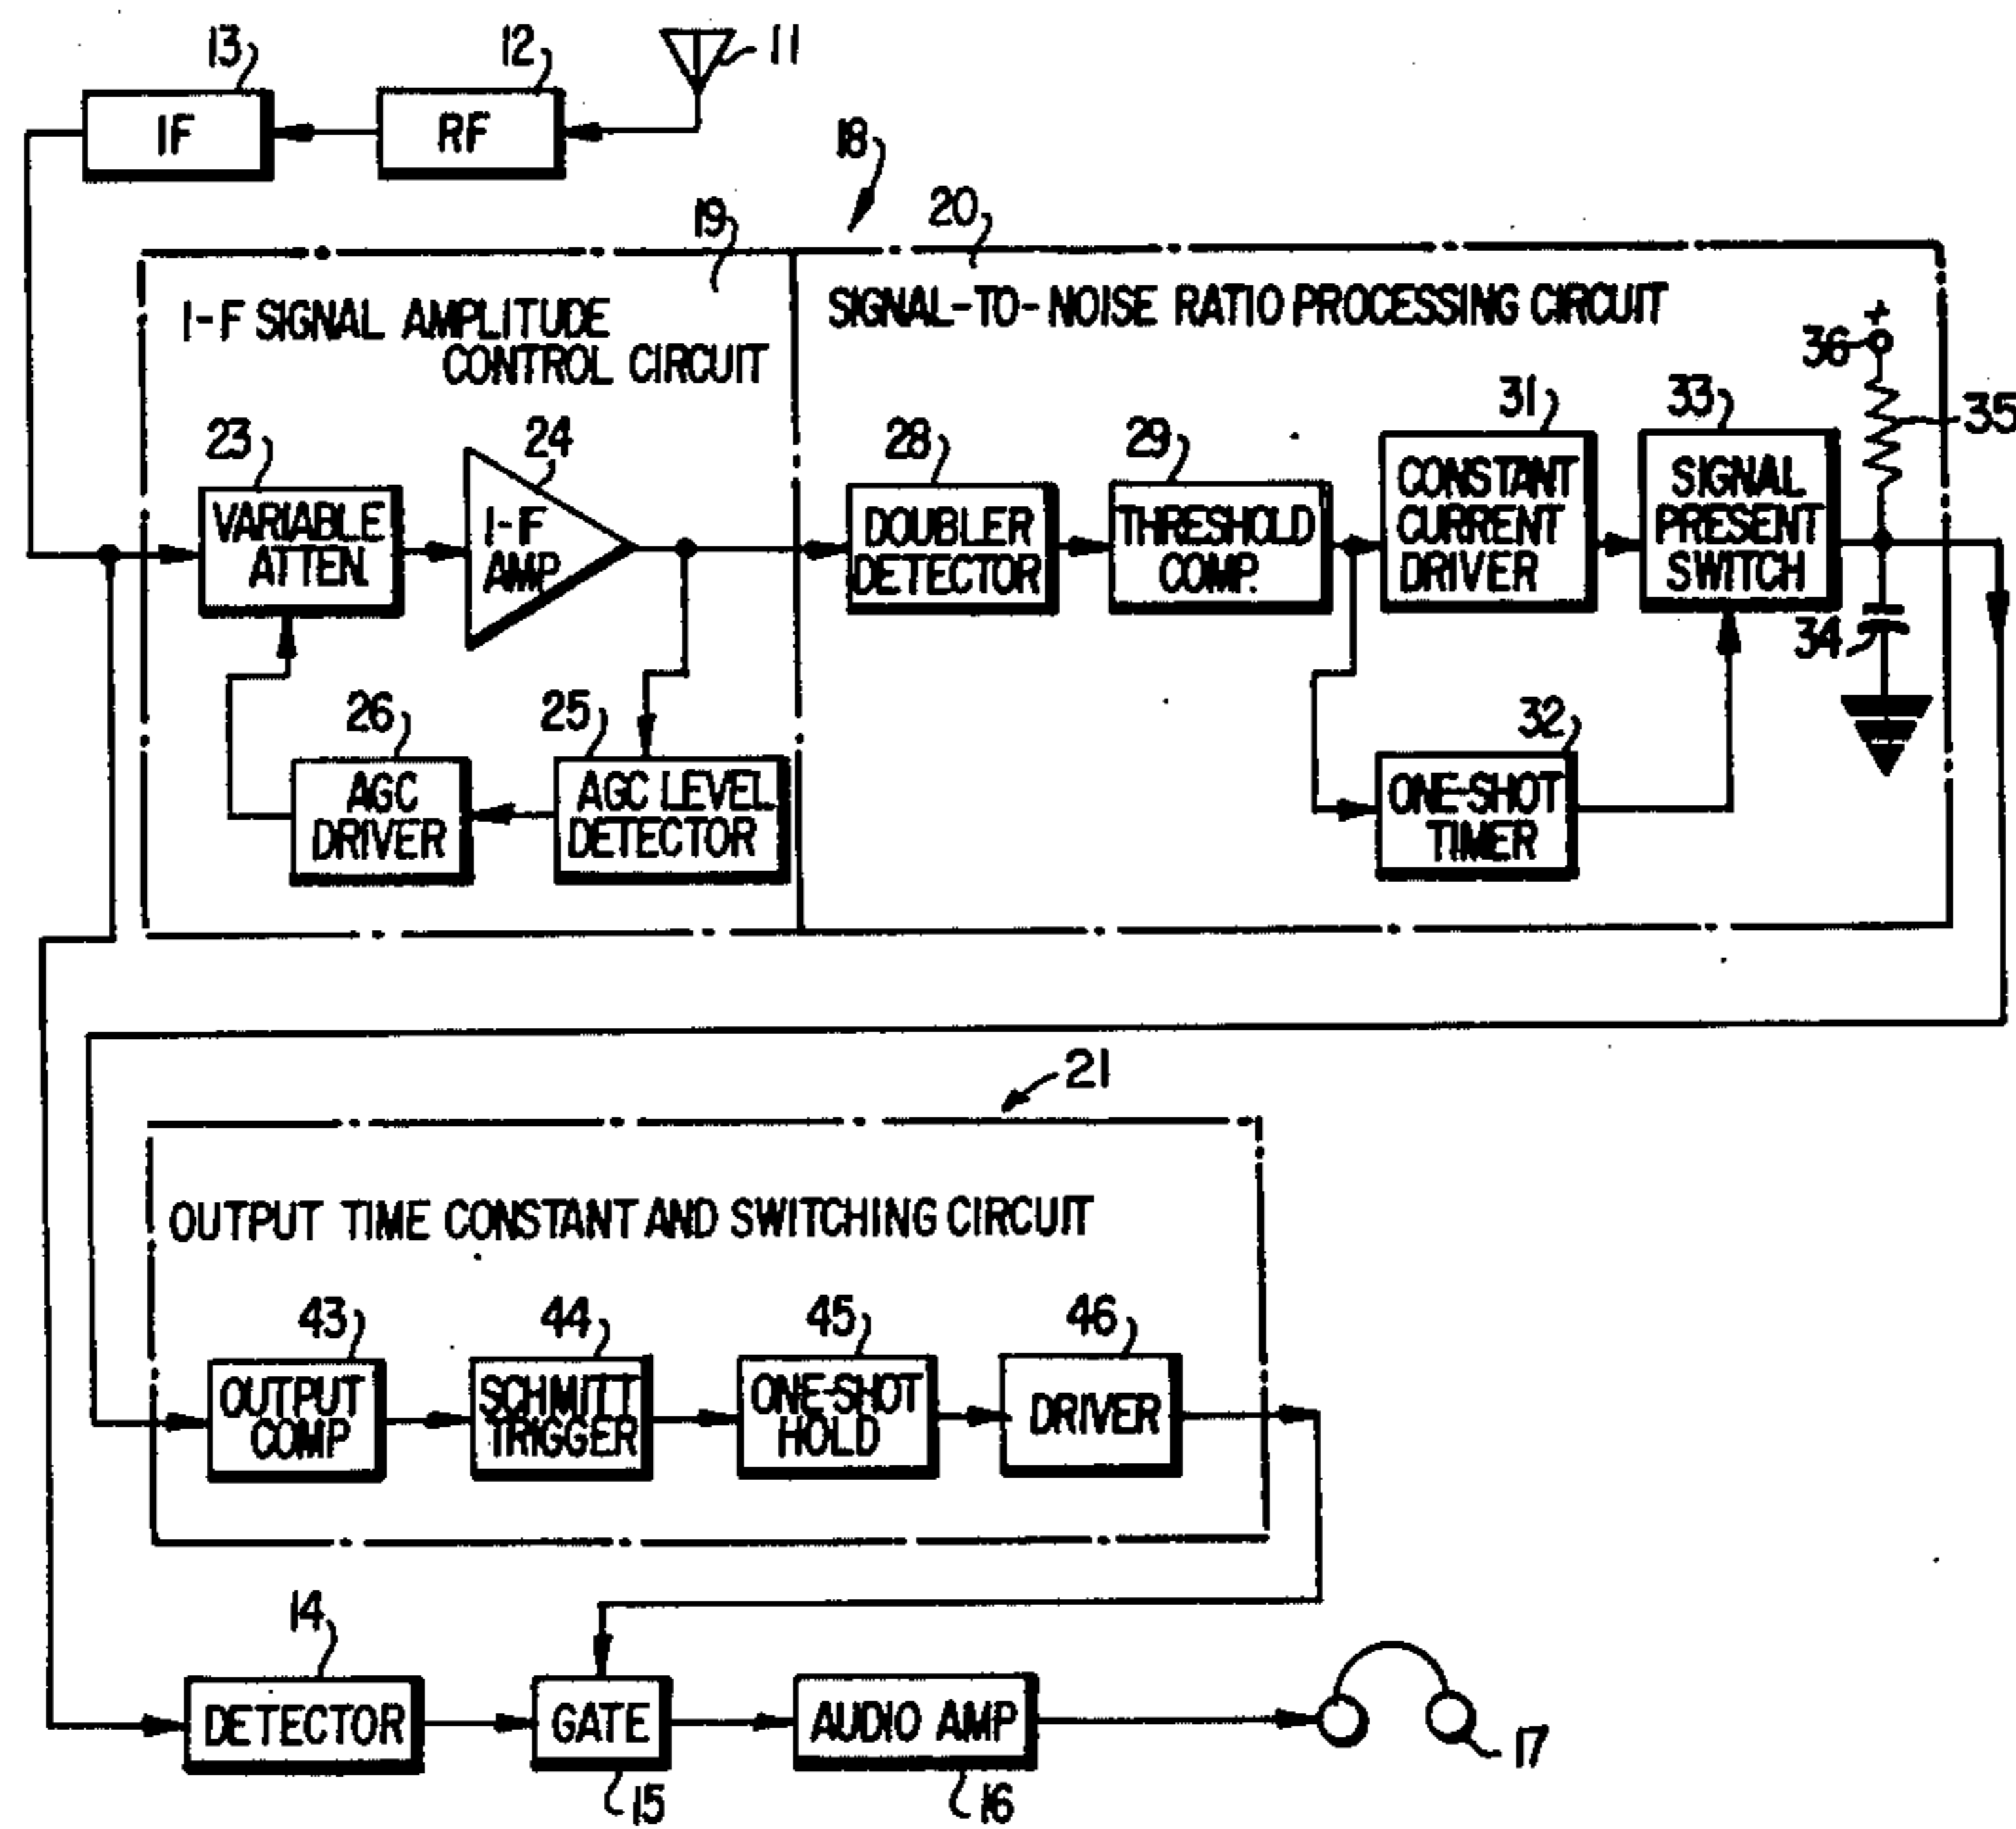 13
12
11
IF
RF
18
19
20
I-F SIGNAL AMPLITUDE
CONTROL CIRCUIT
SIGNAL-TO-NOISE RATIO PROCESSING CIRCUIT
+
36
35
23
24
28
29
31
33
VARIABLE
ATTEN.
I-F
AMP
DOUBLER
DETECTOR
THRESHOLD
COMP.
CONSTANT
CURRENT
DRIVER
SIGNAL
PRESENT
SWITCH
34
26
25
32
AGC
DRIVER
AGC LEVEL
DETECTOR
ONE-SHOT
TIMER
21
OUTPUT TIME CONSTANT AND SWITCHING CIRCUIT
43
44
45
46
OUTPUT
COMP
SCHMITT
TRIGGER
ONE-SHOT
HOLD
DRIVER
14
DETECTOR
GATE
AUDIO AMP
17
15
16